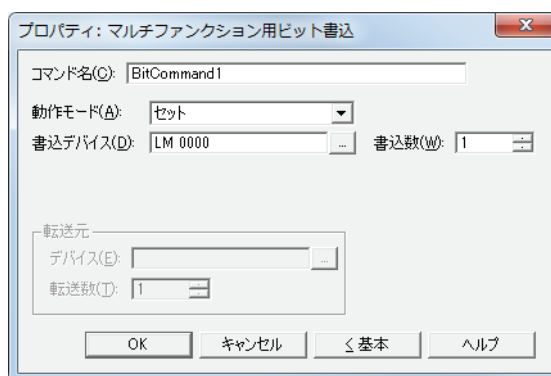 プロパティ: マルチファンクション用ビット書込
コマンド名(C): BitCommand1
動作モード(A): セット
書込デバイス(D): LM 0000 ... 書込数(W): 1
転送元
デバイス(E): ...
転送数(T): 1
OK キャンセル < 基本 ヘルプ